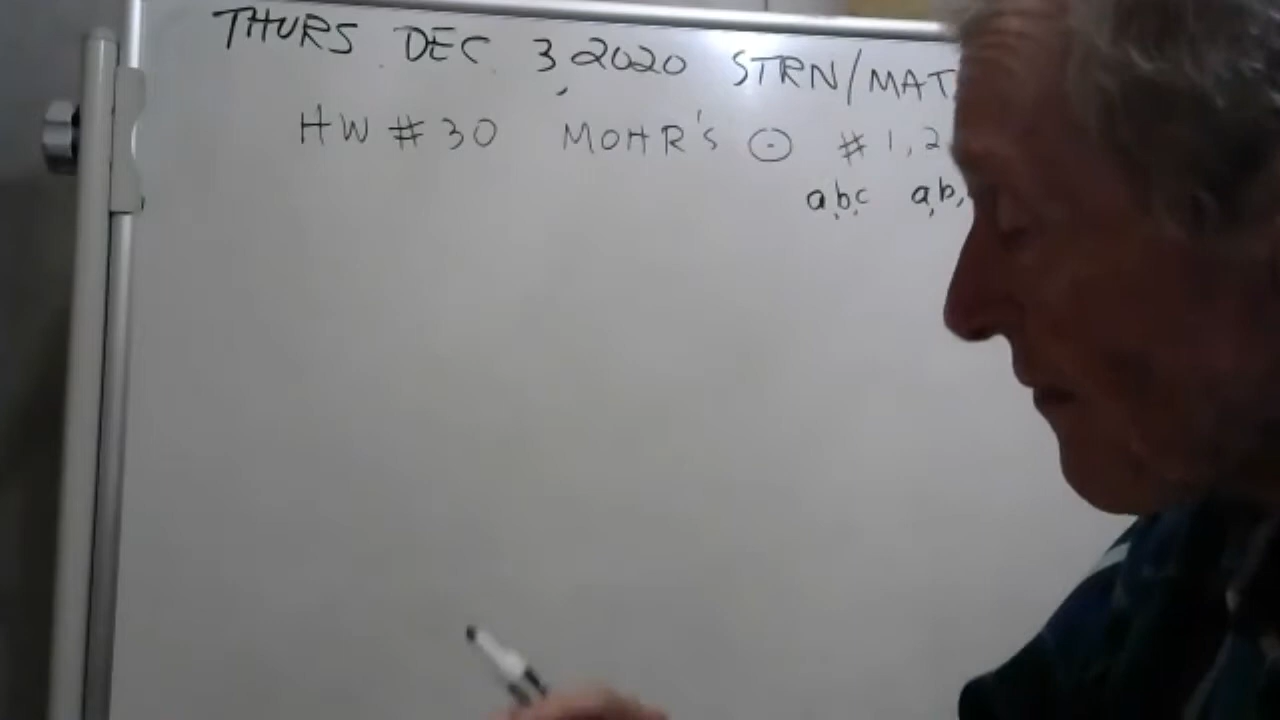 THURS DEC 3, 2020 STRN/MAT
HW # 30 MOHR'S ⊙ # 1, 2
a,b,c a,b,